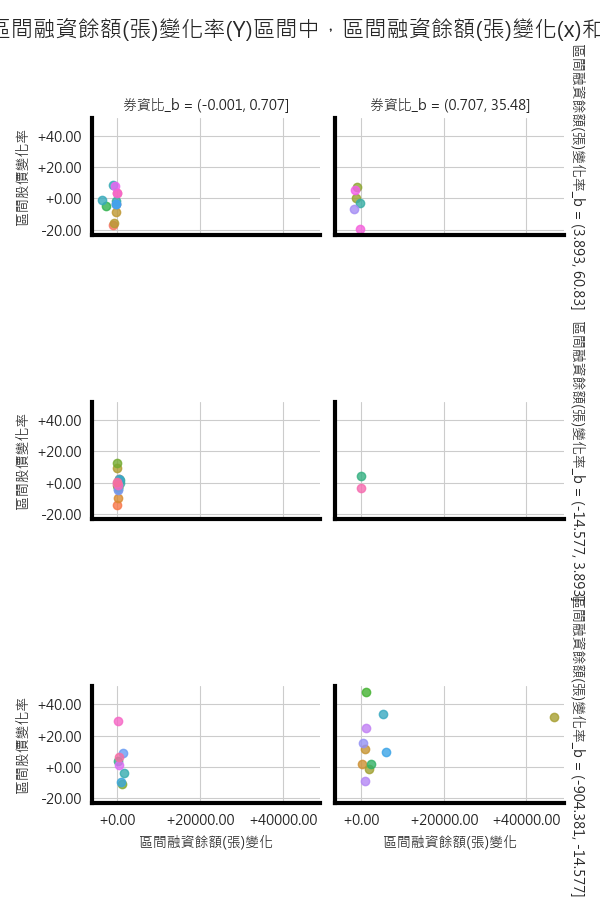 區間融資餘額(張)變化率(Y)區間中，區間融資餘額(張)變化(x)和
券資比_b = (-0.001, 0.707]
券資比_b = (0.707, 35.48]
區間融資餘額(張)變化率_b = (3.893, 60.83]
區間股價變化率
+40.00
+20.00
+0.00
-20.00
區間融資餘額(張)變化率_b = (-14.577, 3.893]
區間股價變化率
+40.00
+20.00
+0.00
-20.00
區間融資餘額(張)變化率_b = (-904.381, -14.577]
區間股價變化率
+40.00
+20.00
+0.00
-20.00
+0.00 +20000.00 +40000.00
+0.00 +20000.00 +40000.00
區間融資餘額(張)變化
區間融資餘額(張)變化